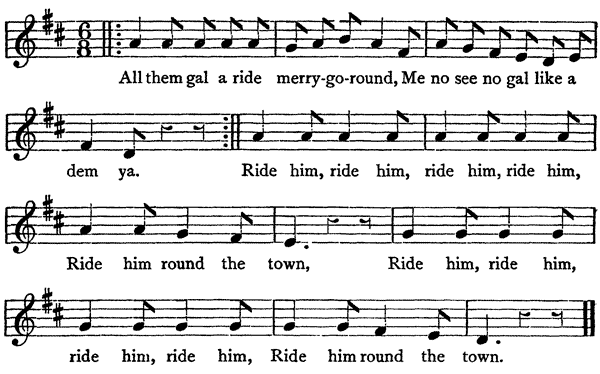 6
8
All them gal a ride merry-go-round, Me no see no gal like a
dem ya. Ride him, ride him, ride him, ride him,
Ride him round the town, Ride him, ride him,
ride him, ride him, Ride him round the town.